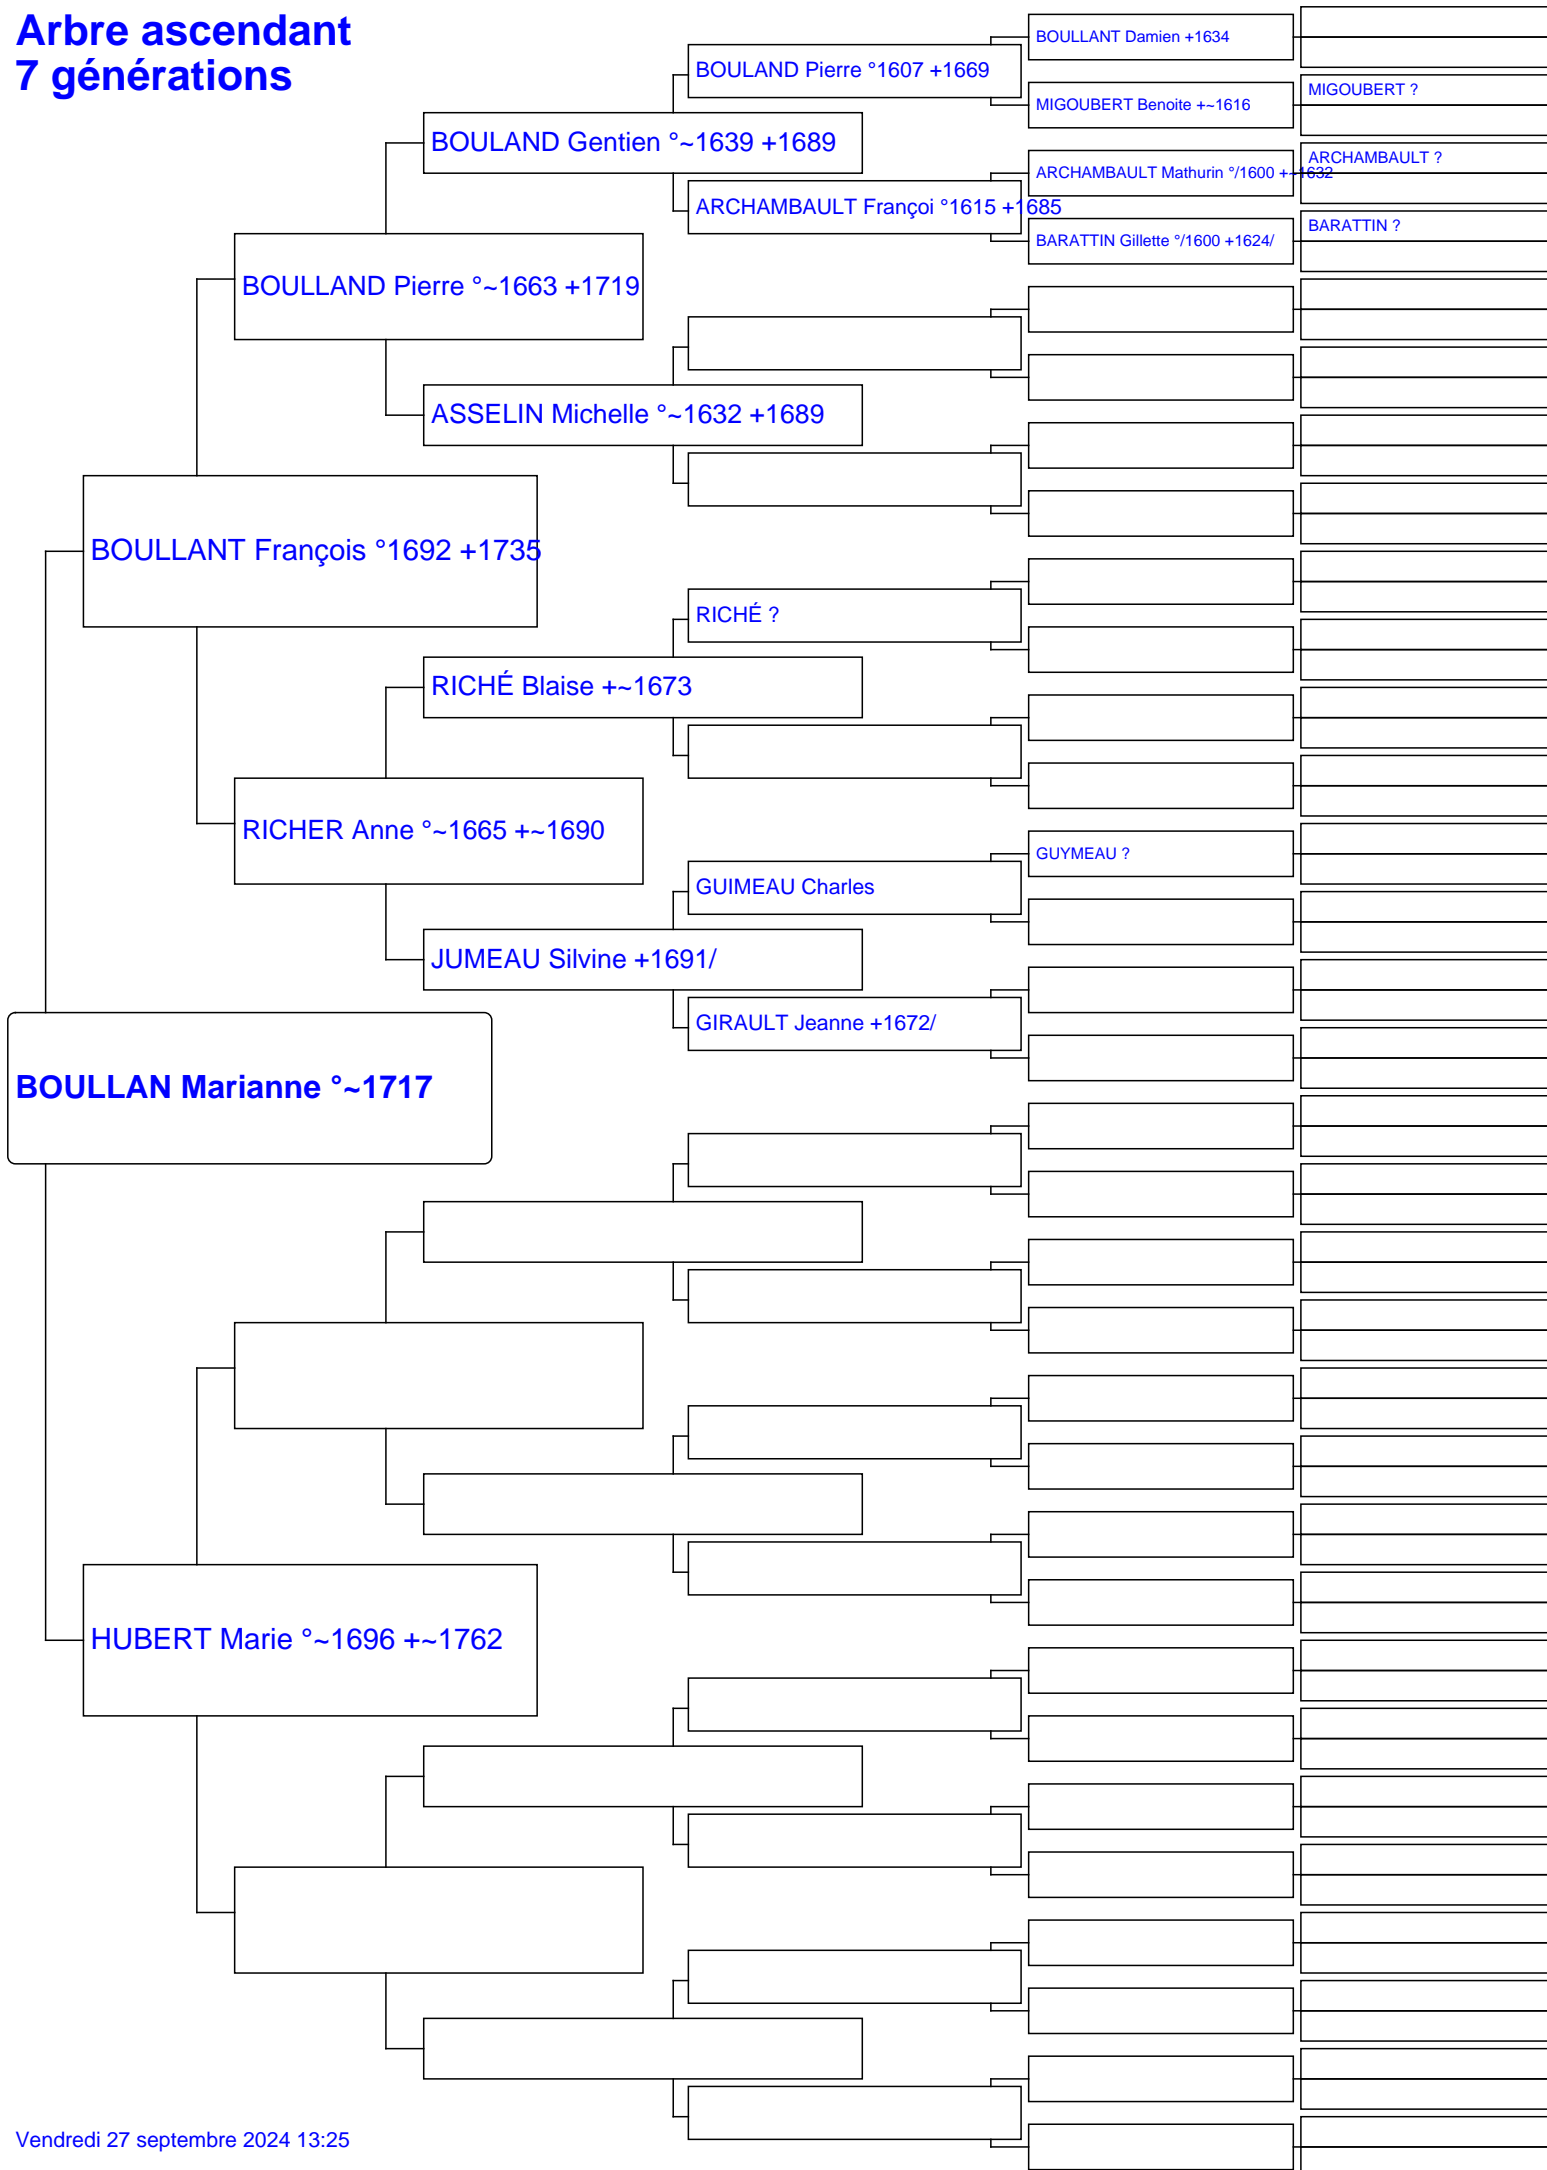 Arbre ascendant
7 générations
BOULLANT Damien +1634
BOULAND Pierre °1607 +1669
MIGOUBERT ?
MIGOUBERT Benoite +~1616
BOULAND Gentien °~1639 +1689
ARCHAMBAULT ?
ARCHAMBAULT Mathurin °/1600 +~1632
ARCHAMBAULT Françoi °1615 +1685
BARATTIN ?
BARATTIN Gillette °/1600 +1624/
BOULLAND Pierre °~1663 +1719
ASSELIN Michelle °~1632 +1689
BOULLANT François °1692 +1735
RICHÉ ?
RICHÉ Blaise +~1673
RICHER Anne °~1665 +~1690
GUYMEAU ?
GUIMEAU Charles
JUMEAU Silvine +1691/
GIRAULT Jeanne +1672/
BOULLAN Marianne °~1717
HUBERT Marie °~1696 +~1762
Vendredi 27 septembre 2024 13:25